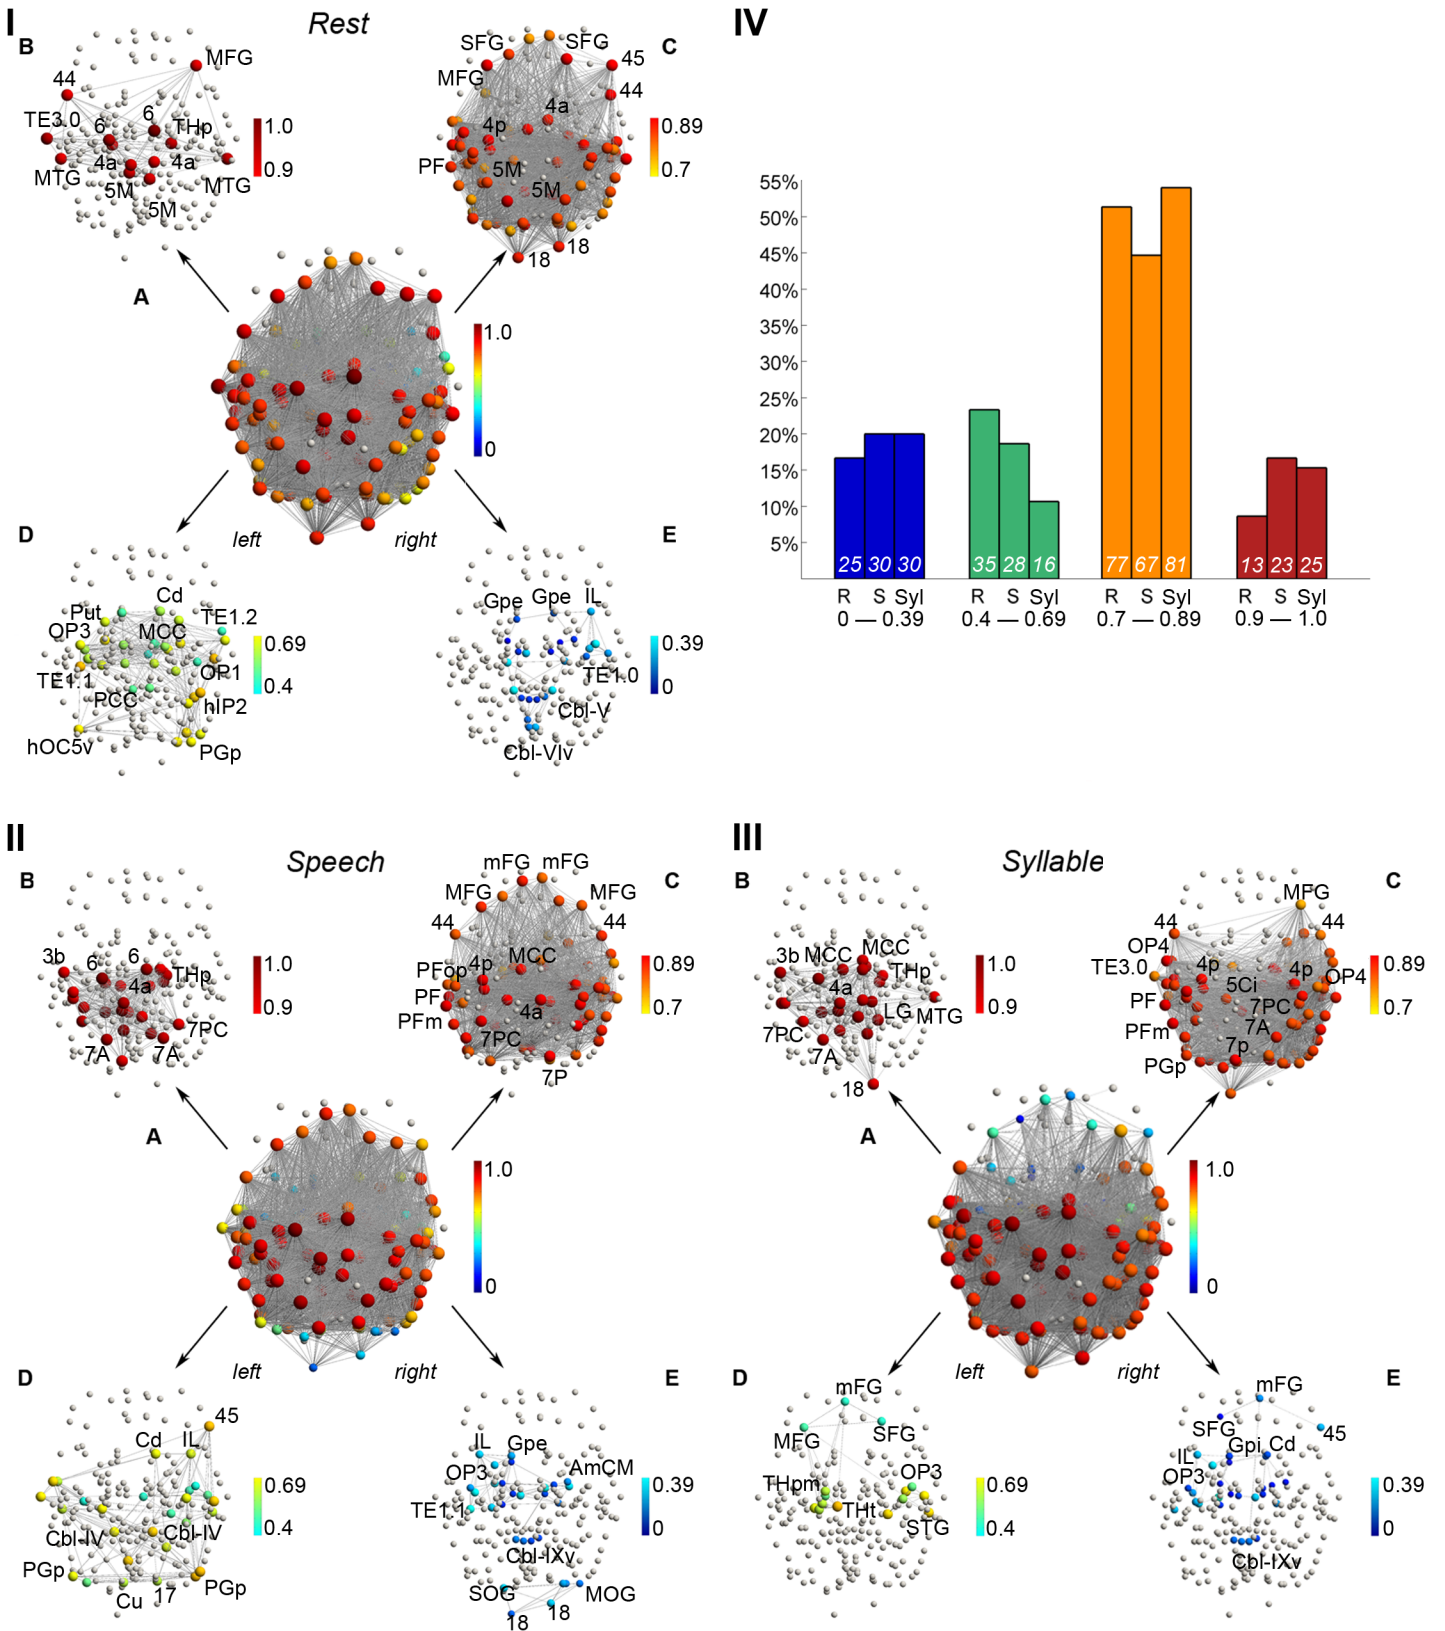 I
Rest
B
MFG
44
TE3.0
6
6
THp
4a
4a
MTG
5M
5M
MTG
1.0
0.9
C
SFG
SFG
45
MFG
44
4a
4p
PF
5M
5M
18
18
0.89
0.7
A
1.0
0
left
right
D
Cd
Put
MCC
TE1.2
OP3
TE1.1
OP1
PCC
hIP2
hOC5v
PGp
0.69
0.4
E
Gpe
Gpe
IL
TE1.0
Cbl-V
Cbl-VIv
0.39
0
IV
55%
50%
45%
40%
35%
30%
25%
20%
15%
10%
5%
25 30 30
35 28 16
77 67 81
13 23 25
R S Syl
R S Syl
R S Syl
R S Syl
0 — 0.39
0.4 — 0.69
0.7 — 0.89
0.9 — 1.0
II
Speech
B
3b
6
6
THp
4a
7PC
7A
7A
1.0
0.9
C
mFG
mFG
MFG
MFG
44
44
MCC
PFop
4p
PF
PFm
4a
7PC
7P
0.89
0.7
A
1.0
0
left
right
D
45
Cd
IL
Cbl-IV
Cbl-IV
PGp
Cu
17
PGp
0.69
0.4
E
IL
Gpe
OP3
AmCM
TE1.1
Cbl-IXv
SOG
MOG
18
18
0.39
0
III
Syllable
B
3b
MCC
MCC
THp
4a
LG
MTG
7PC
7A
18
1.0
0.9
C
MFG
44
44
OP4
TE3.0
4p
4p
OP4
5Ci
PF
7PC
PFm
7A
7p
PGp
0.89
0.7
A
1.0
0
left
right
D
mFG
MFG
SFG
THpm
OP3
THt
STG
0.69
0.4
E
mFG
SFG
45
Gpi
Cd
IL
OP3
Cbl-IXv
0.39
0